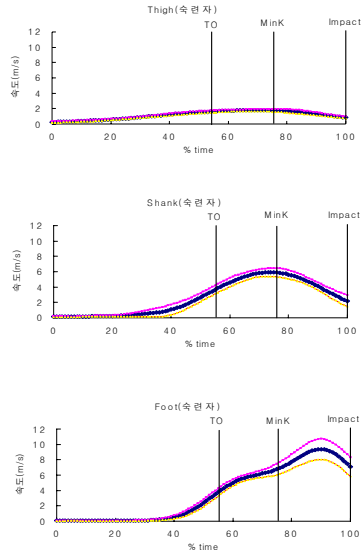 Thigh(숙련자)
TO MinK Impact
12
10
8
6
4
2
0
속도(m/s)
0 20 40 60 80 100
% time
Shank(숙련자)
TO MinK Impact
12
10
8
6
4
2
0
속도(m/s)
0 20 40 60 80 100
% time
Foot(숙련자)
TO MinK Impact
12
10
8
6
4
2
0
속도(m/s)
0 20 40 60 80 100
% time